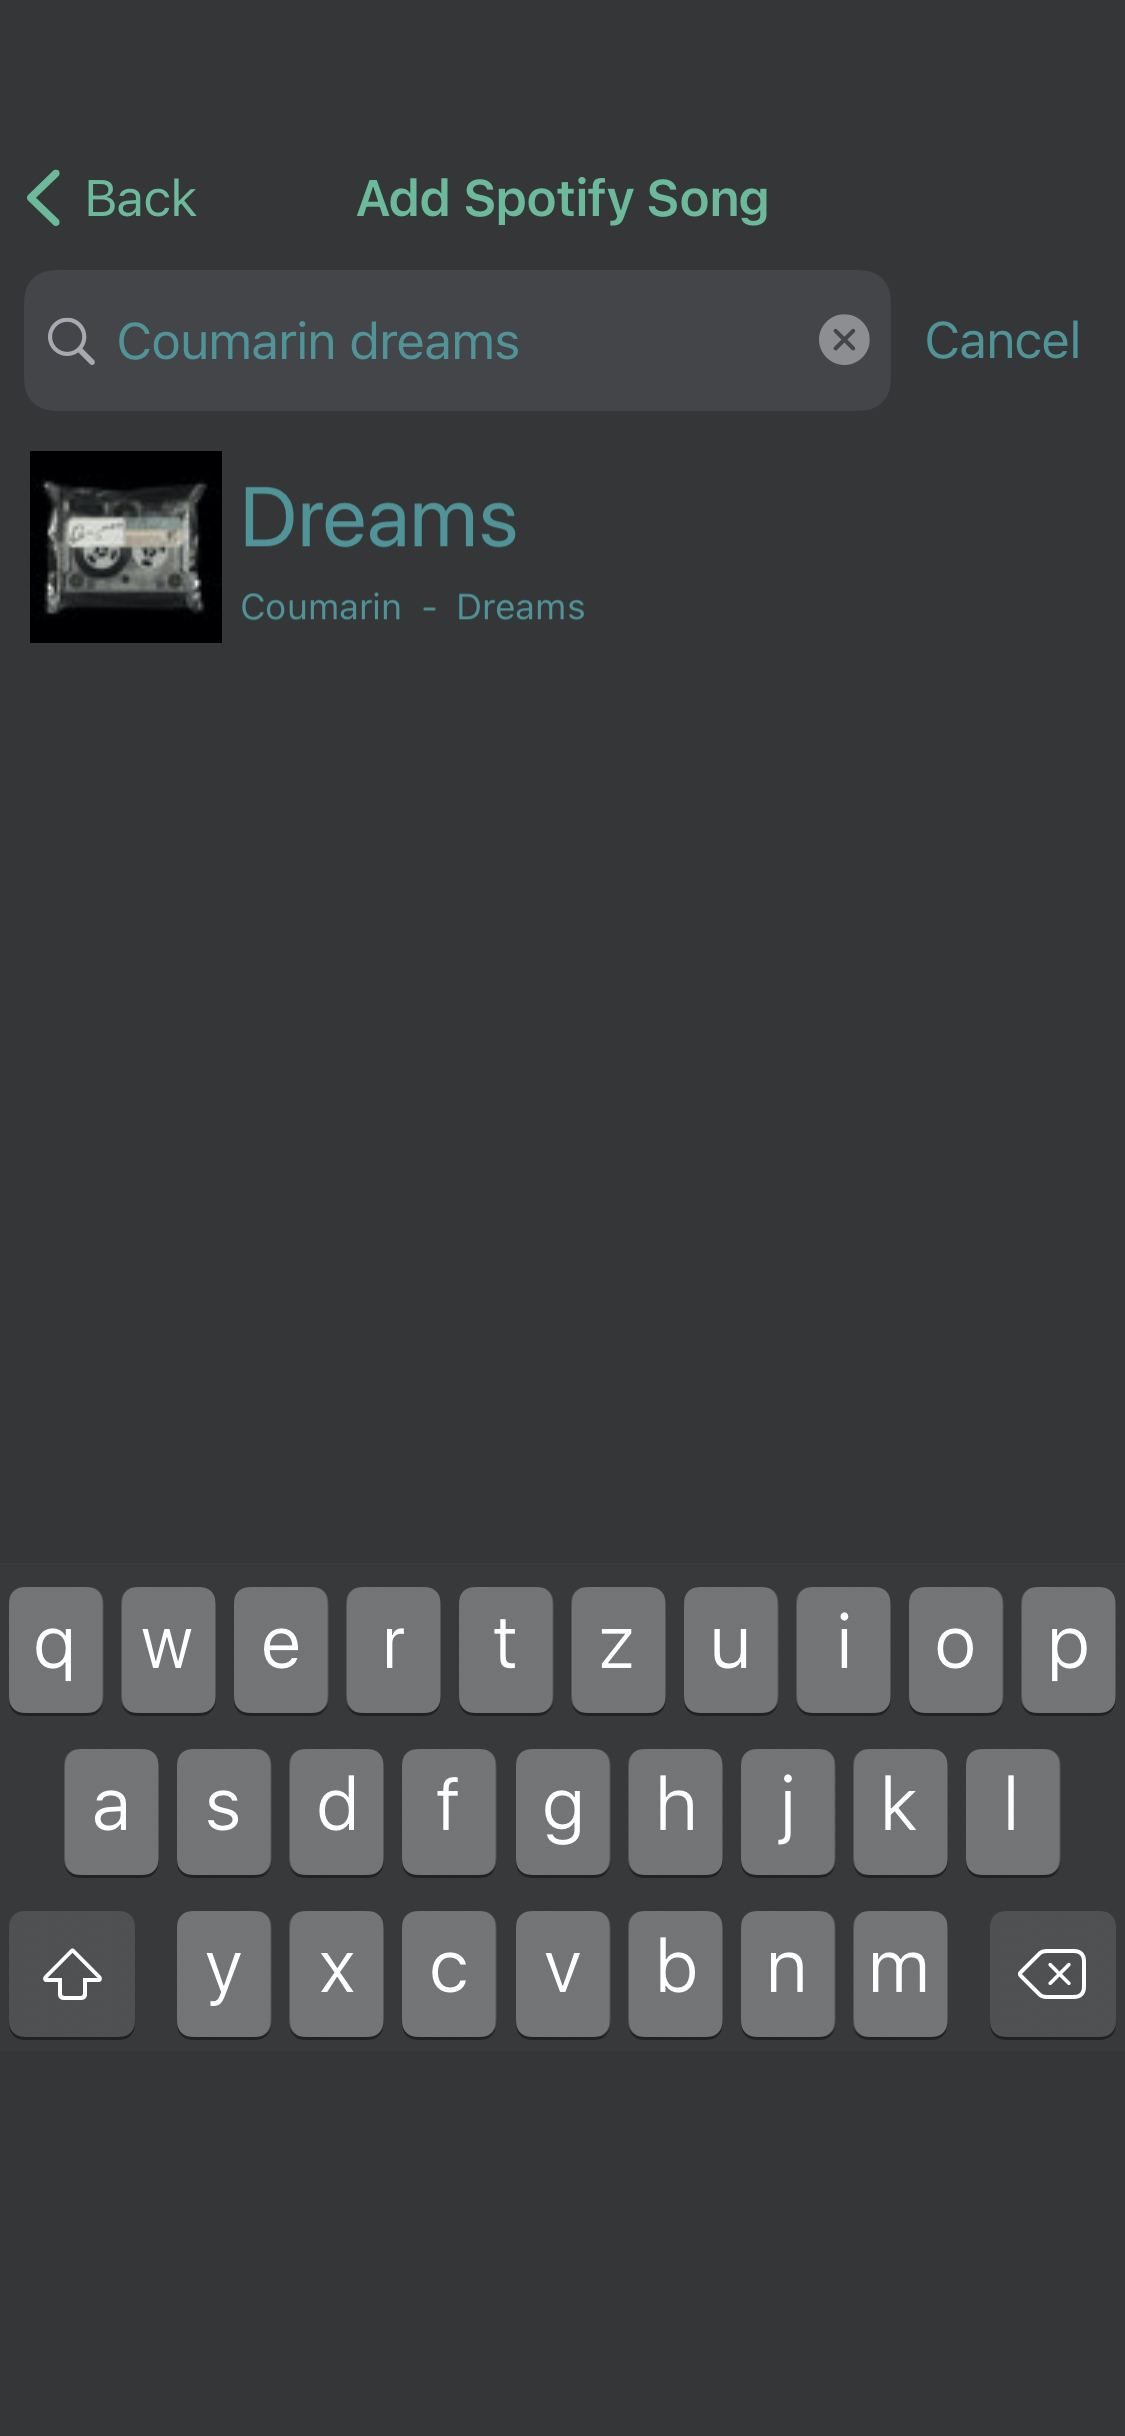 Back
Add Spotify Song
Coumarin dreams
Cancel
Dreams
Coumarin - Dreams
q w e r t z u i o p
a s d f g h j k l
y x c v b n m